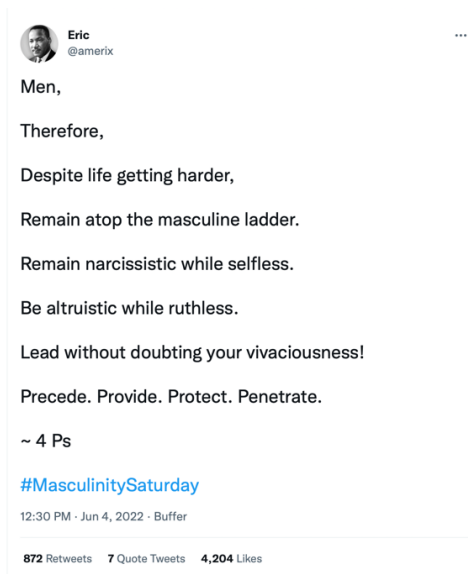 Eric
@amerix
Men,
Therefore,
Despite life getting harder,
Remain atop the masculine ladder.
Remain narcissistic while selfless.
Be altruistic while ruthless.
Lead without doubting your vivaciousness!
Precede. Provide. Protect. Penetrate.
~ 4 Ps
#MasculinitySaturday
12:30 PM · Jun 4, 2022 · Buffer
872 Retweets 7 Quote Tweets 4,204 Likes